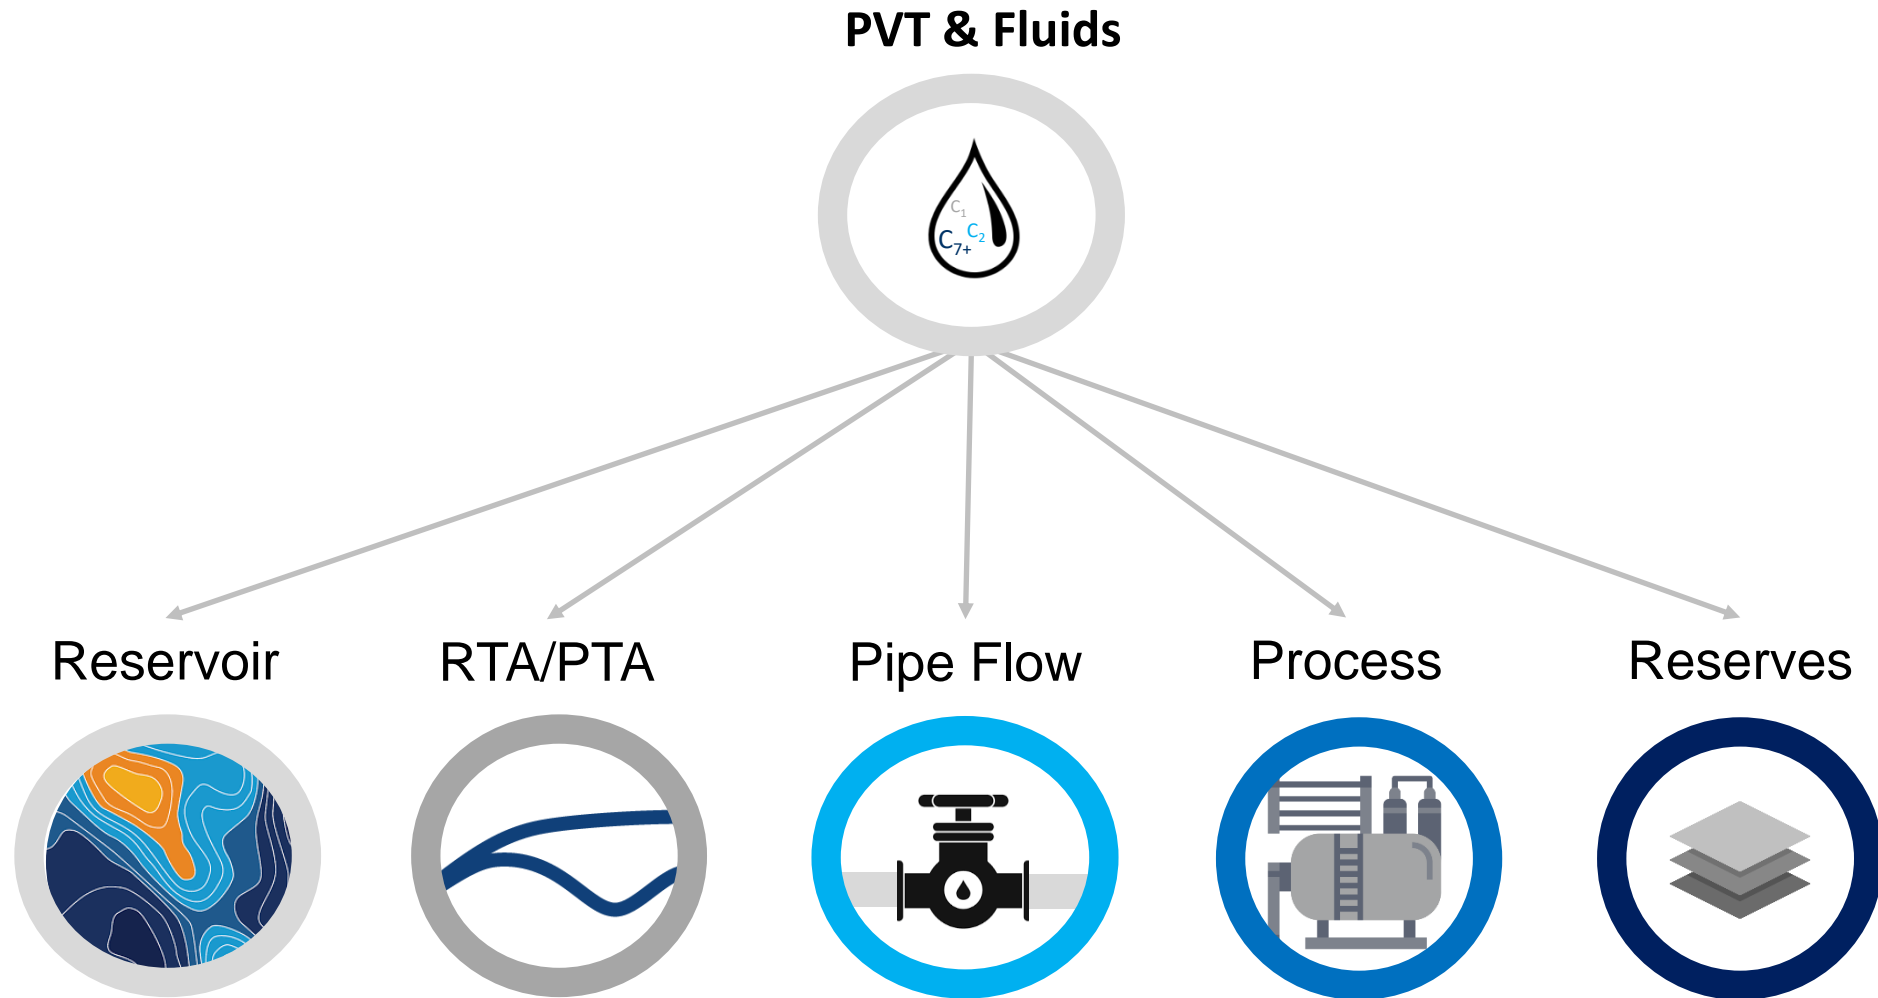 PVT & Fluids
C1
C2
C7+
Reservoir
RTA/PTA
Pipe Flow
Process
Reserves